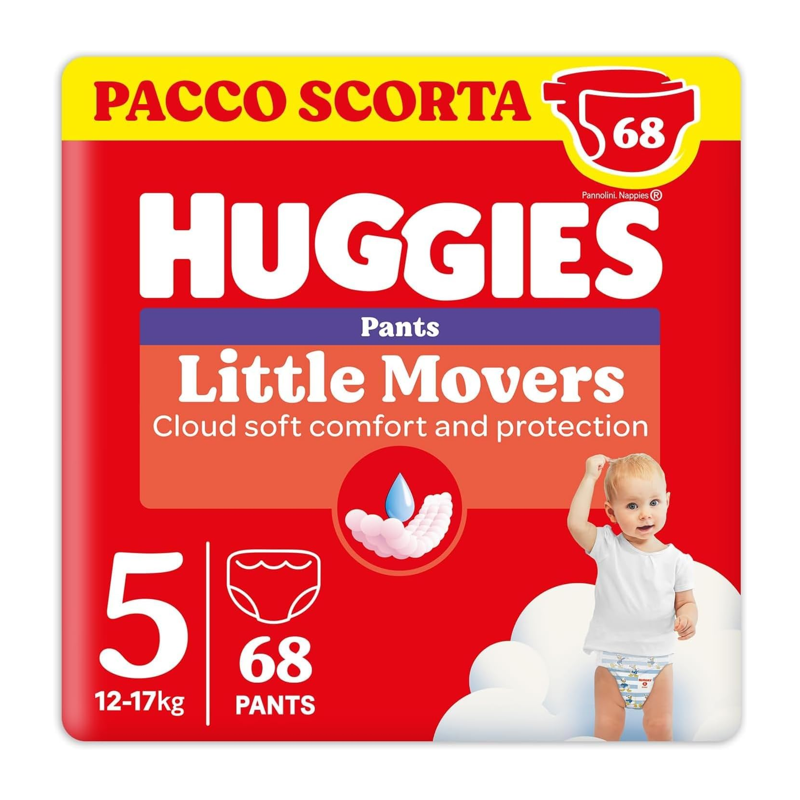 PACCO SCORTA
68
Pannolini. Nappies ®
HUGGIES
Pants
Little Movers
Cloud soft comfort and protection
5
12-17kg
68
PANTS